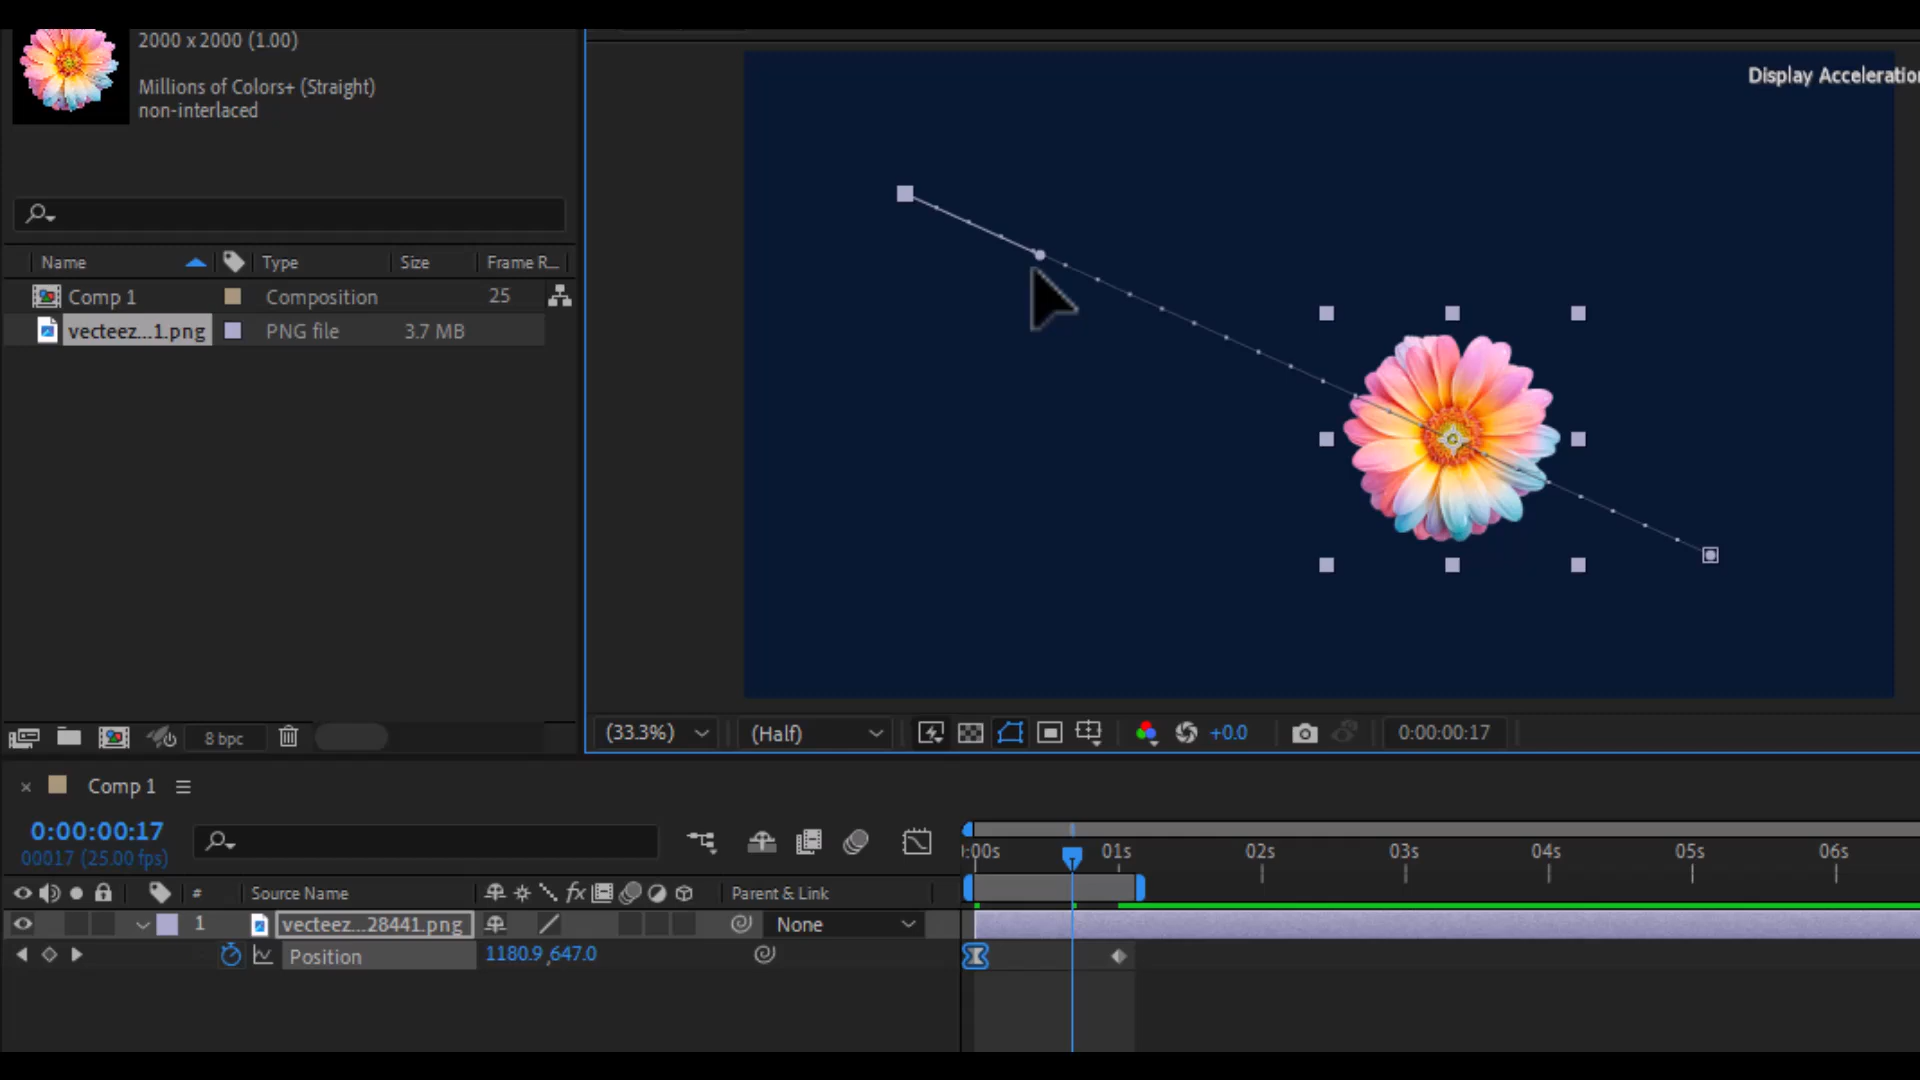 2000 x 2000 (1.00)
Millions of Colors+ (Straight)
non-interlaced
Display Acceleratio
Name Type Size Frame R...
Comp 1 Composition 25
vecteez...1.png PNG file 3.7 MB
8 bpc
(33.3%) (Half) +0.0 0:00:00:17
Comp 1
0:00:00:17
00017 (25.00 fps)
:00s 01s 02s 03s 04s 05s 06s
# Source Name fx Parent & Link
1 vecteez...28441.png None
Position 1180.9,647.0